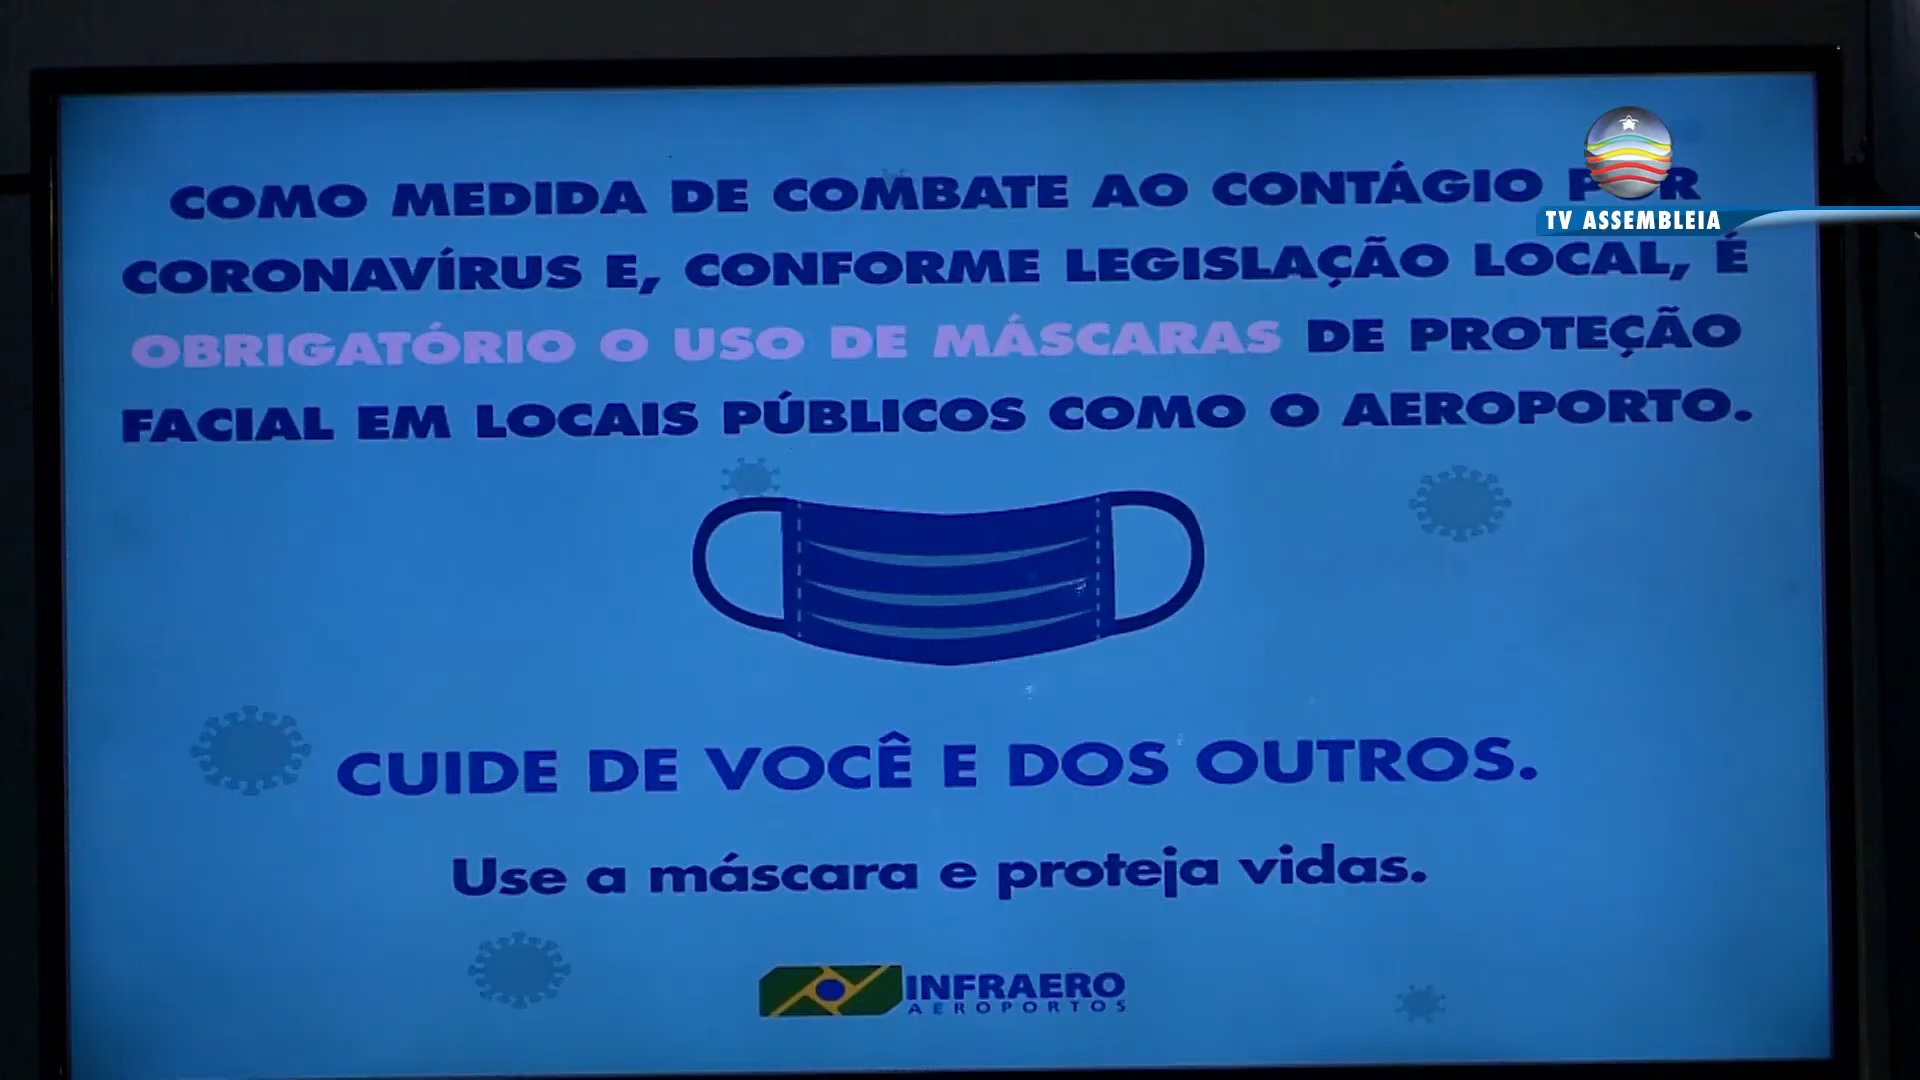 COMO MEDIDA DE COMBATE AO CONTÁGIO POR
TV ASSEMBLEIA
CORONAVÍRUS E, CONFORME LEGISLAÇÃO LOCAL, É
OBRIGATÓRIO O USO DE MÁSCARAS DE PROTEÇÃO
FACIAL EM LOCAIS PÚBLICOS COMO O AEROPORTO.
CUIDE DE VOCÊ E DOS OUTROS.
Use a máscara e proteja vidas.
INFRAERO
AEROPORTOS